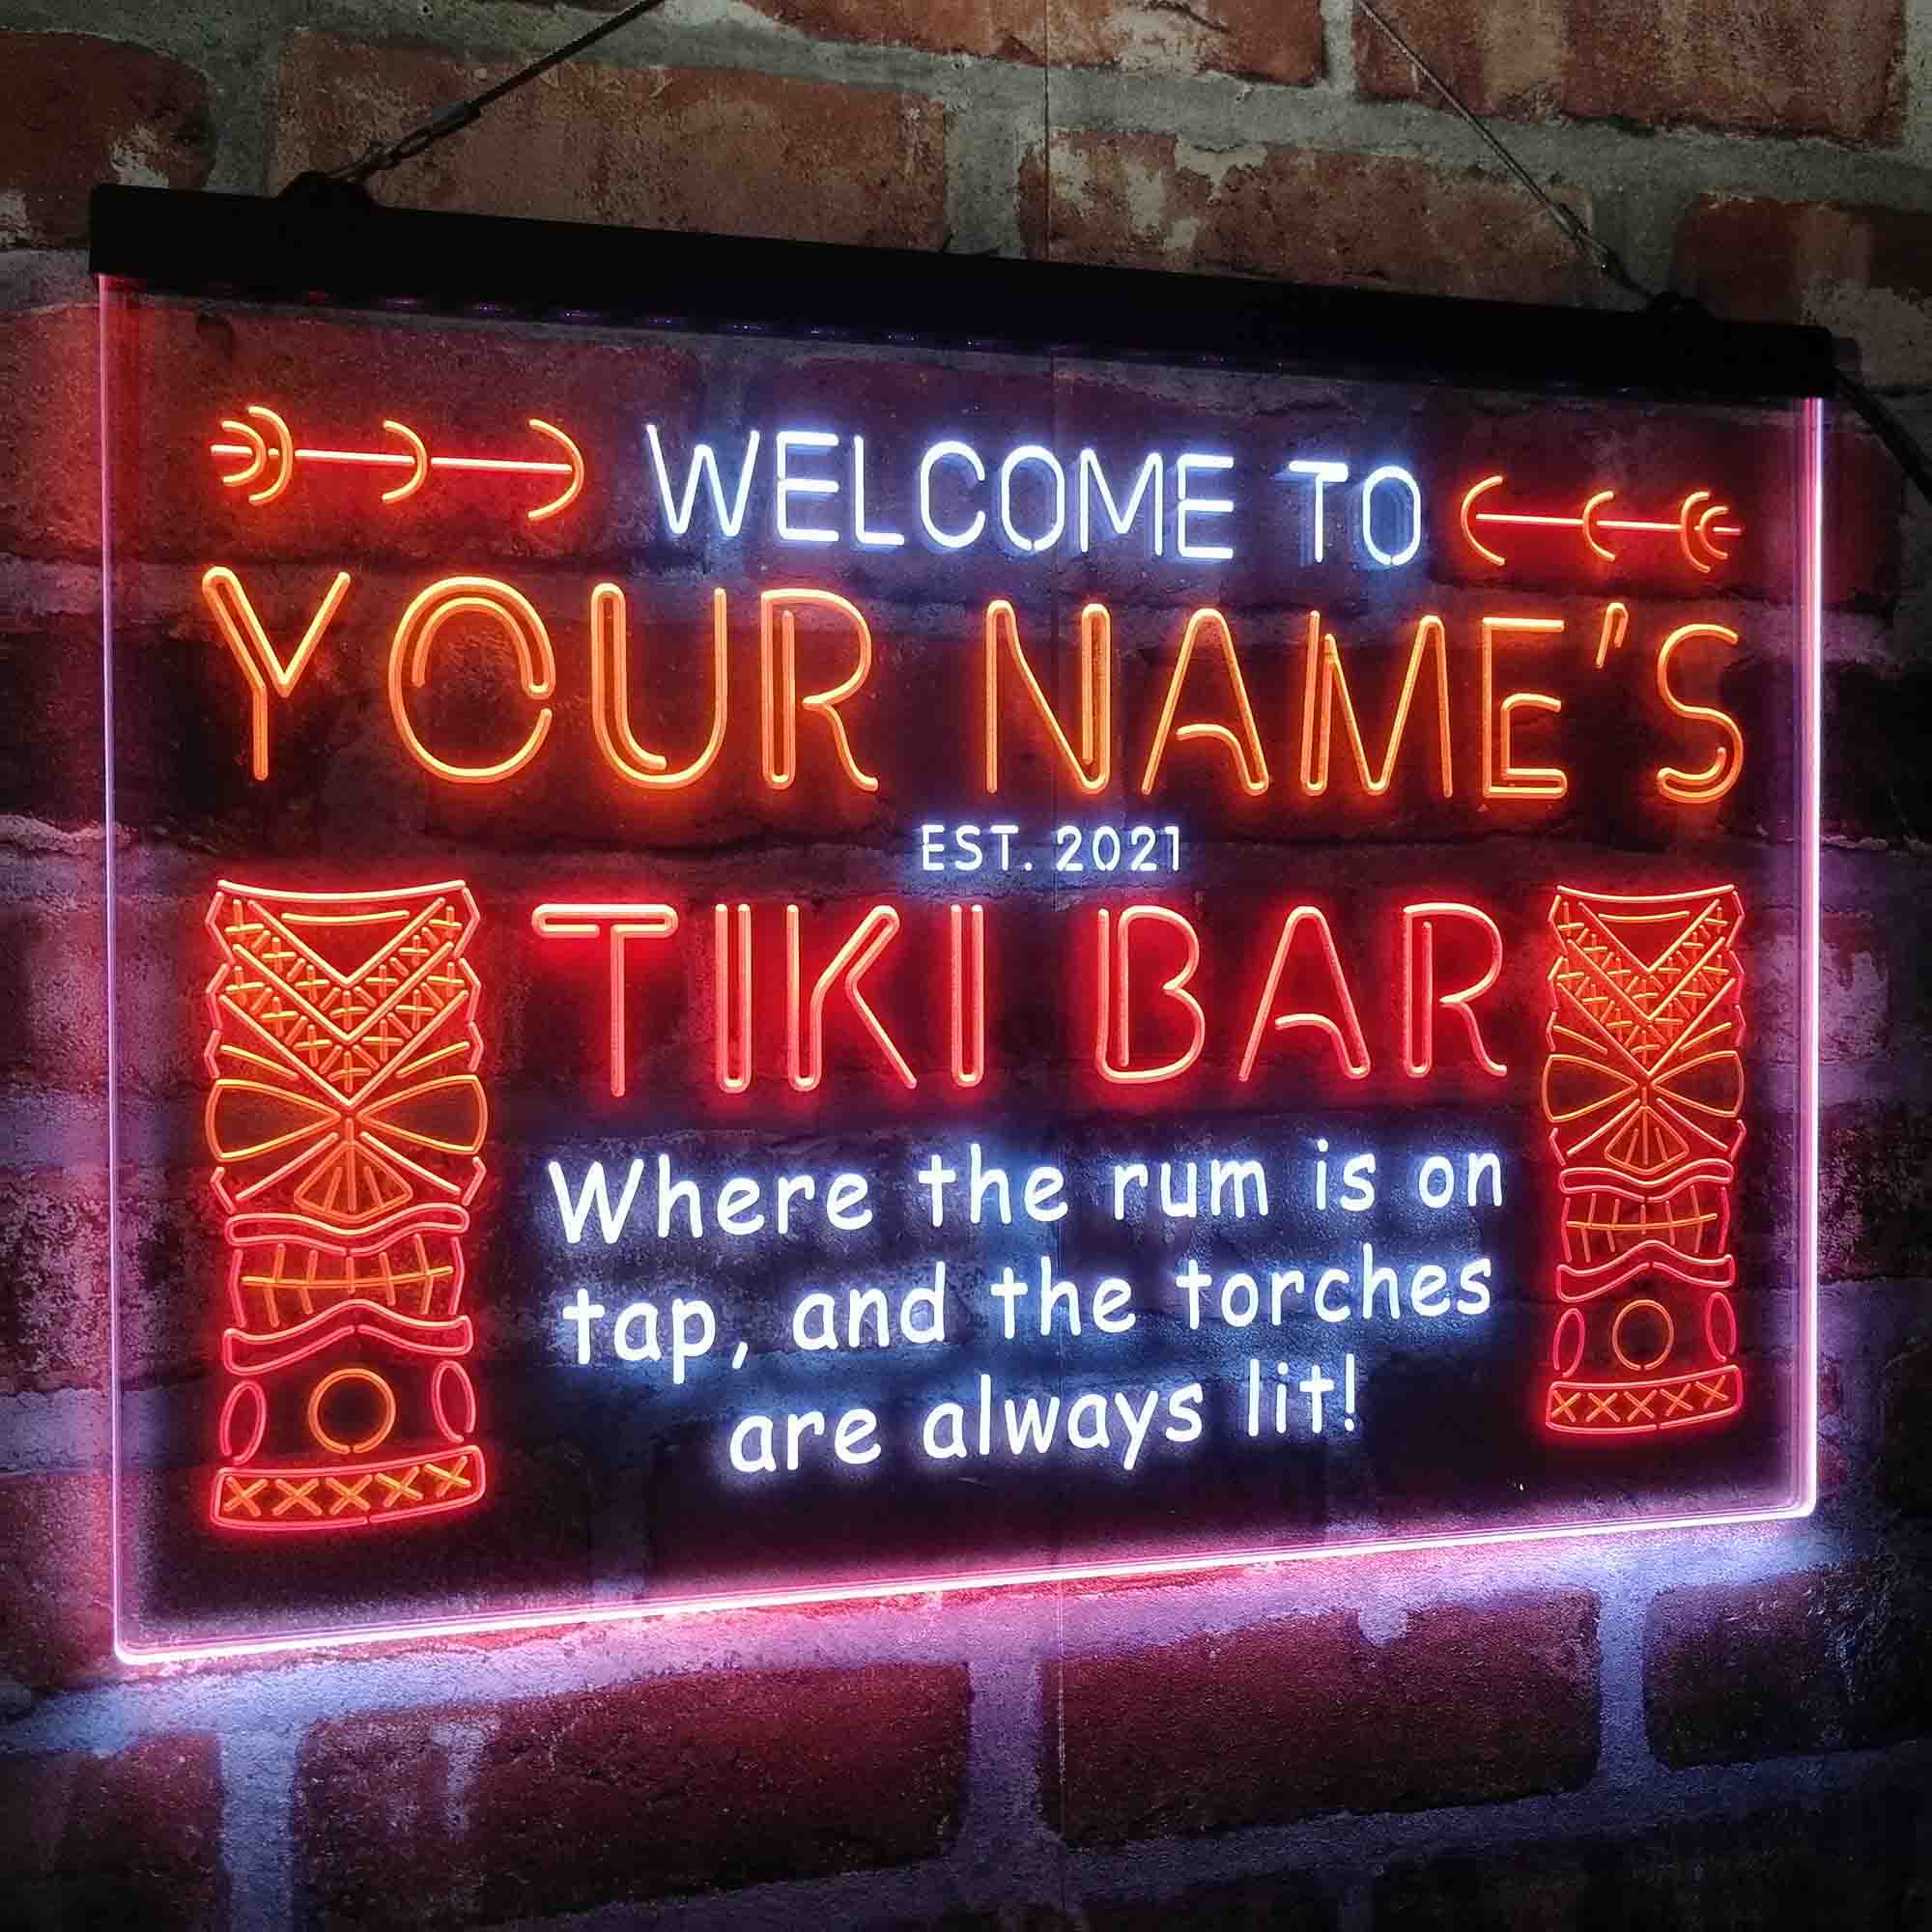 WELCOME TO
YOUR NAME'S
EST. 2021
TIKI BAR
Where the rum is on
tap, and the torches
are always lit!